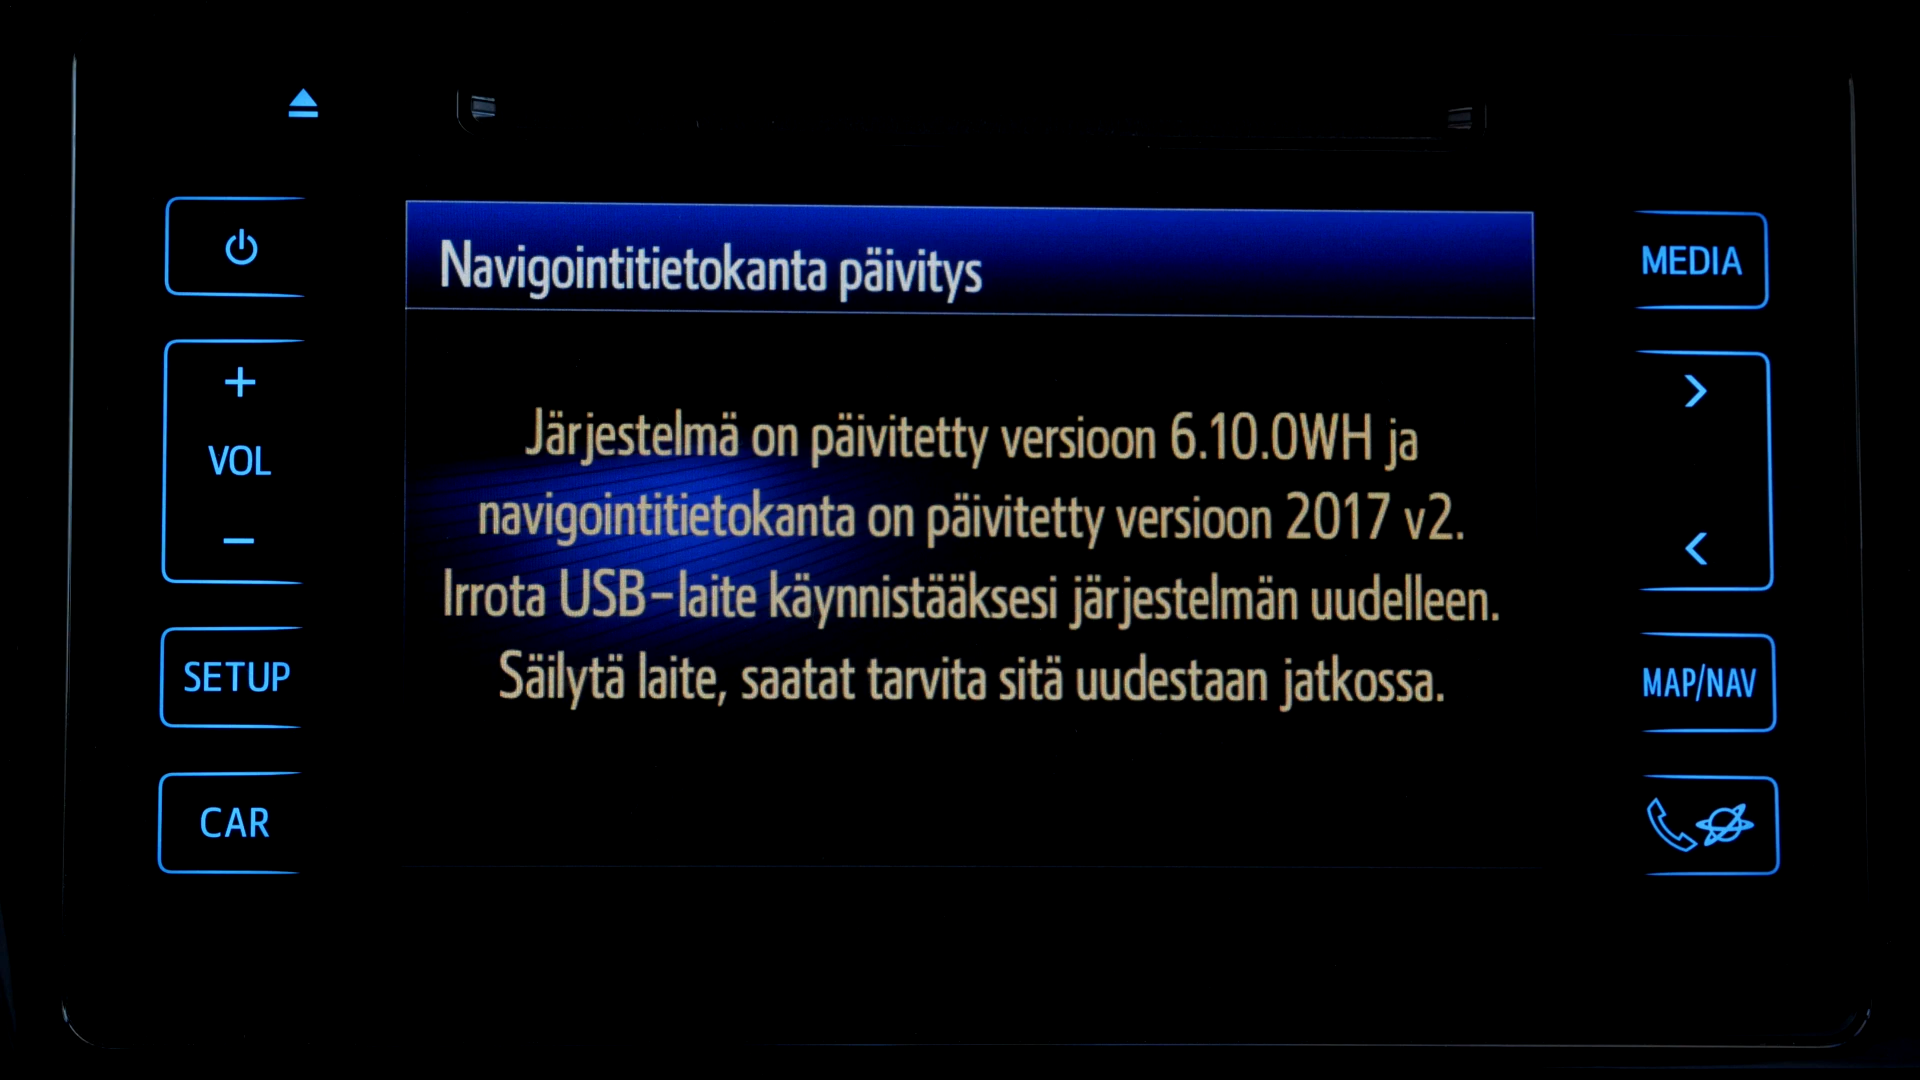 Navigointitietokanta päivitys
Järjestelmä on päivitetty versioon 6.10.0WH ja
navigointitietokanta on päivitetty versioon 2017 v2.
Irrota USB-laite käynnistääksesi järjestelmän uudelleen.
Säilytä laite, saatat tarvita sitä uudestaan jatkossa.
+
VOL
−
SETUP
CAR
MEDIA
>
<
MAP/NAV